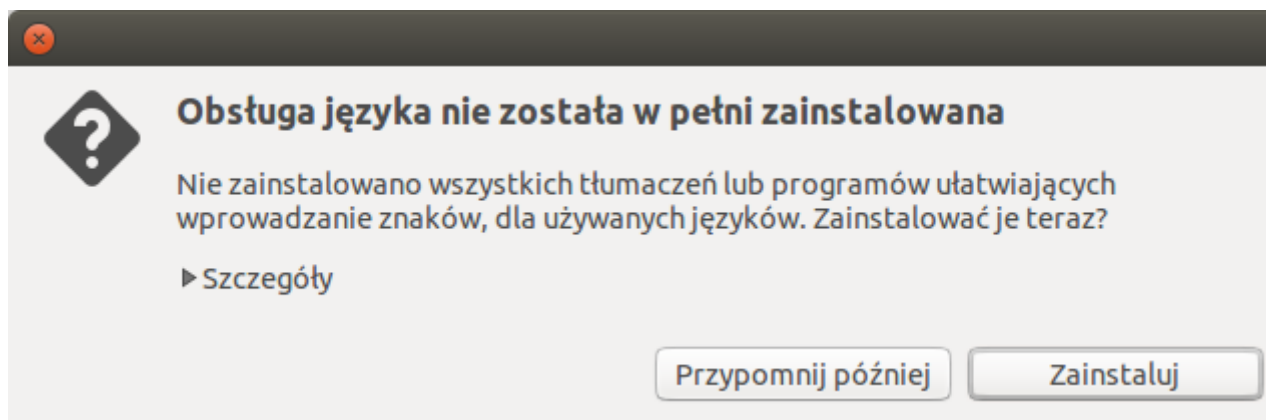 Obsługa języka nie została w pełni zainstalowana
Nie zainstalowano wszystkich tłumaczeń lub programów ułatwiających
wprowadzanie znaków, dla używanych języków. Zainstalować je teraz?
Szczegóły
Przypomnij później Zainstaluj